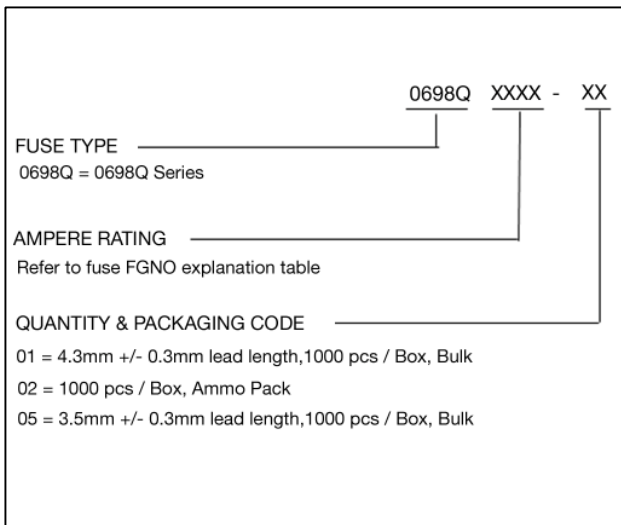 0698Q XXXX - XX
FUSE TYPE
0698Q = 0698Q Series
AMPERE RATING
Refer to fuse FGNO explanation table
QUANTITY & PACKAGING CODE
01 = 4.3mm +/- 0.3mm lead length,1000 pcs / Box, Bulk
02 = 1000 pcs / Box, Ammo Pack
05 = 3.5mm +/- 0.3mm lead length,1000 pcs / Box, Bulk